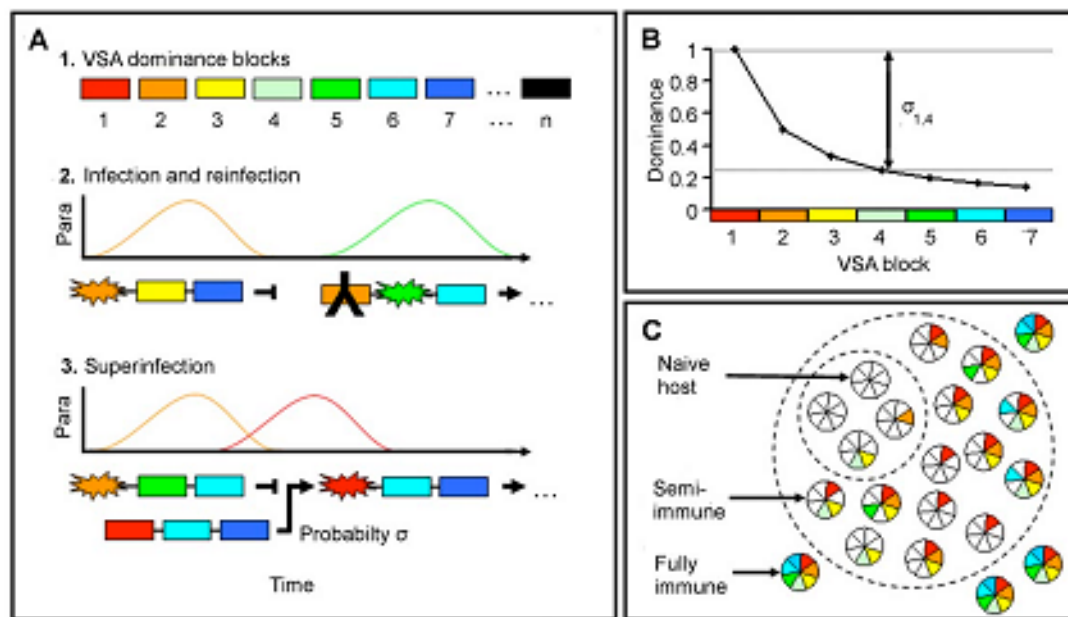 A
1. VSA dominance blocks
1 2 3 4 5 6 7 ... n
2. Infection and reinfection
Para
...
3. Superinfection
Para
...
Probabilty σ
Time
B
Dominance
1
0.8
0.6
0.4
0.2
0
σ1,4
1 2 3 4 5 6 7
VSA block
C
Naive
host
Semi-
immune
Fully
immune